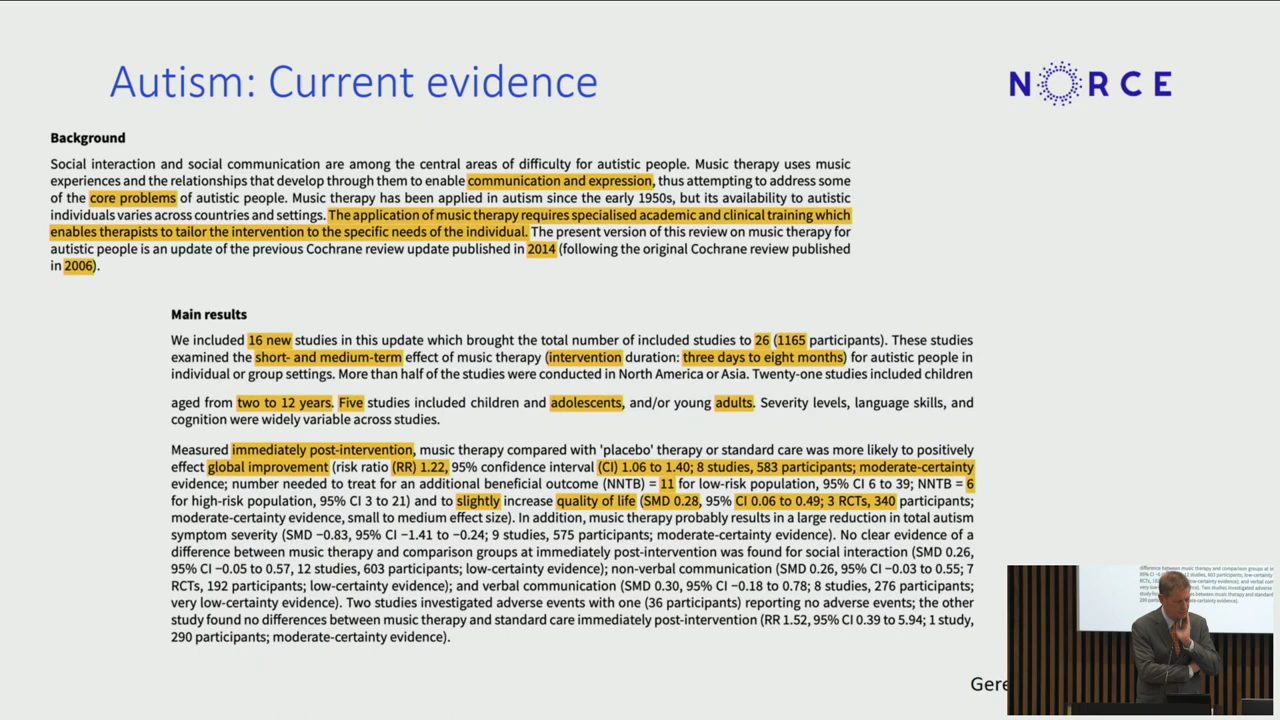 Autism: Current evidence
NORCE
Background
Social interaction and social communication are among the central areas of difficulty for autistic people. Music therapy uses music
experiences and the relationships that develop through them to enable communication and expression, thus attempting to address some
of the core problems of autistic people. Music therapy has been applied in autism since the early 1950s, but its availability to autistic
individuals varies across countries and settings. The application of music therapy requires specialised academic and clinical training which
enables therapists to tailor the intervention to the specific needs of the individual. The present version of this review on music therapy for
autistic people is an update of the previous Cochrane review update published in 2014 (following the original Cochrane review published
in 2006).
Main results
We included 16 new studies in this update which brought the total number of included studies to 26 (1165 participants). These studies
examined the short- and medium-term effect of music therapy (intervention duration: three days to eight months) for autistic people in
individual or group settings. More than half of the studies were conducted in North America or Asia. Twenty-one studies included children
aged from two to 12 years. Five studies included children and adolescents, and/or young adults. Severity levels, language skills, and
cognition were widely variable across studies.
Measured immediately post-intervention, music therapy compared with 'placebo' therapy or standard care was more likely to positively
effect global improvement (risk ratio (RR) 1.22, 95% confidence interval (CI) 1.06 to 1.40; 8 studies, 583 participants; moderate-certainty
evidence; number needed to treat for an additional beneficial outcome (NNTB) = 11 for low-risk population, 95% CI 6 to 39; NNTB = 6
for high-risk population, 95% CI 3 to 21) and to slightly increase quality of life (SMD 0.28, 95% CI 0.06 to 0.49; 3 RCTs, 340 participants;
moderate-certainty evidence, small to medium effect size). In addition, music therapy probably results in a large reduction in total autism
symptom severity (SMD −0.83, 95% CI −1.41 to −0.24; 9 studies, 575 participants; moderate-certainty evidence). No clear evidence of a
difference between music therapy and comparison groups at immediately post-intervention was found for social interaction (SMD 0.26,
95% CI −0.05 to 0.57, 12 studies, 603 participants; low-certainty evidence); non-verbal communication (SMD 0.26, 95% CI −0.03 to 0.55; 7
RCTs, 192 participants; low-certainty evidence); and verbal communication (SMD 0.30, 95% CI −0.18 to 0.78; 8 studies, 276 participants;
very low-certainty evidence). Two studies investigated adverse events with one (36 participants) reporting no adverse events; the other
study found no differences between music therapy and standard care immediately post-intervention (RR 1.52, 95% CI 0.39 to 5.94; 1 study,
290 participants; moderate-certainty evidence).
Gere